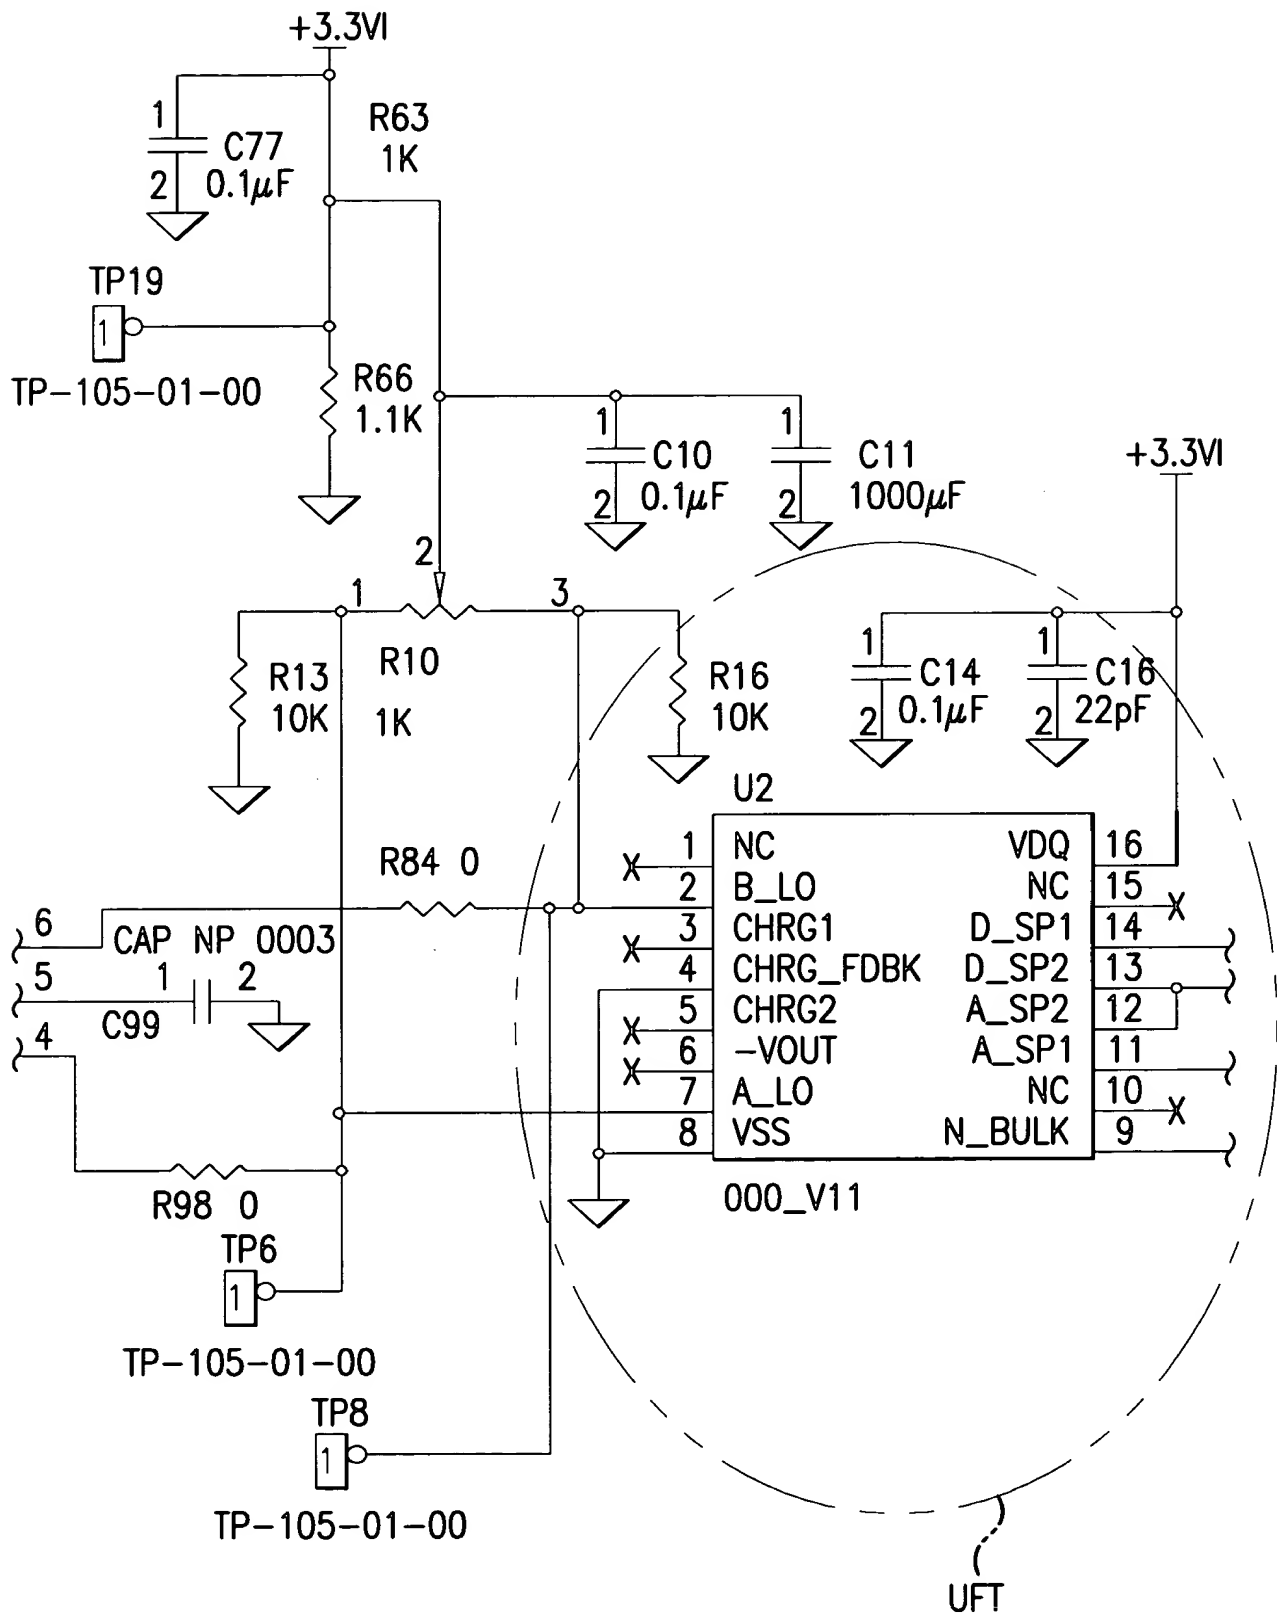 +3.3VI
1
C77
2
0.1µF
R63
1K
TP19
1
TP-105-01-00
R66
1.1K
1
C10
2
0.1µF
1
C11
2
1000µF
+3.3VI
2
1
3
R13
10K
R10
1K
R16
10K
1
C14
2
0.1µF
1
C16
2
22pF
U2
1 NC
2 B_LO
3 CHRG1
4 CHRG_FDBK
5 CHRG2
6 -VOUT
7 A_LO
8 VSS
VDQ 16
NC 15
D_SP1 14
D_SP2 13
A_SP2 12
A_SP1 11
NC 10
N_BULK 9
000_V11
R84 0
6
CAP NP 0003
5
1
2
C99
4
R98 0
TP6
1
TP-105-01-00
TP8
1
TP-105-01-00
UFT